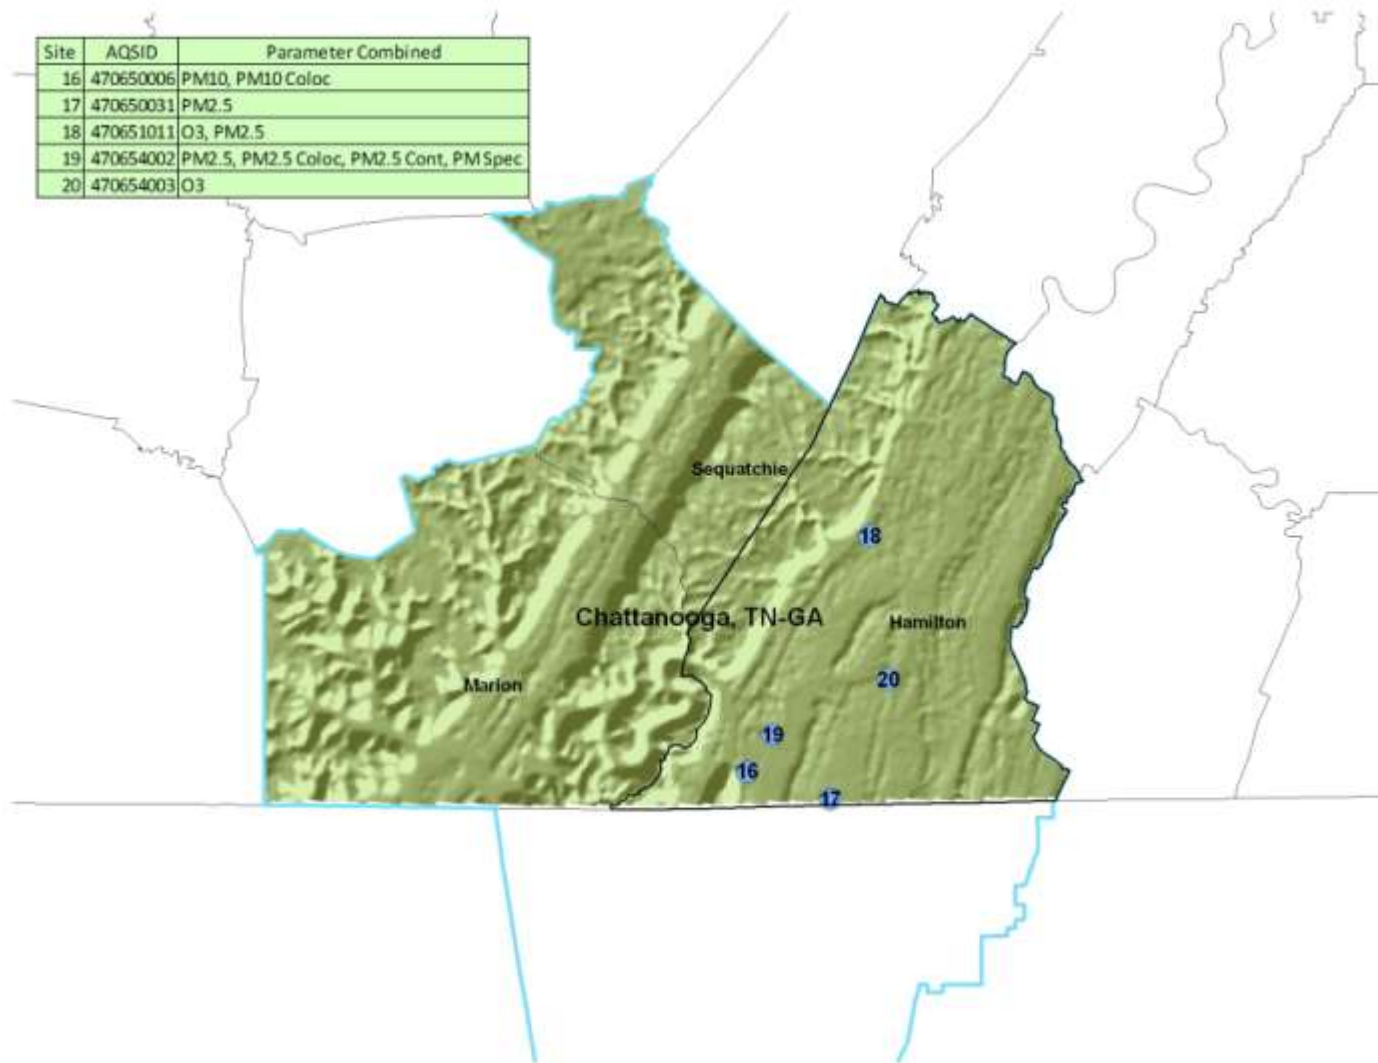 Site AQSID Parameter Combined
16 470650006 PM10, PM10 Coloc
17 470650031 PM2.5
18 470651011 O3, PM2.5
19 470654002 PM2.5, PM2.5 Coloc, PM2.5 Cont, PM Spec
20 470654003 O3
Sequatchie
18
Chattanooga, TN-GA
Hamilton
20
Marion
19
16
17